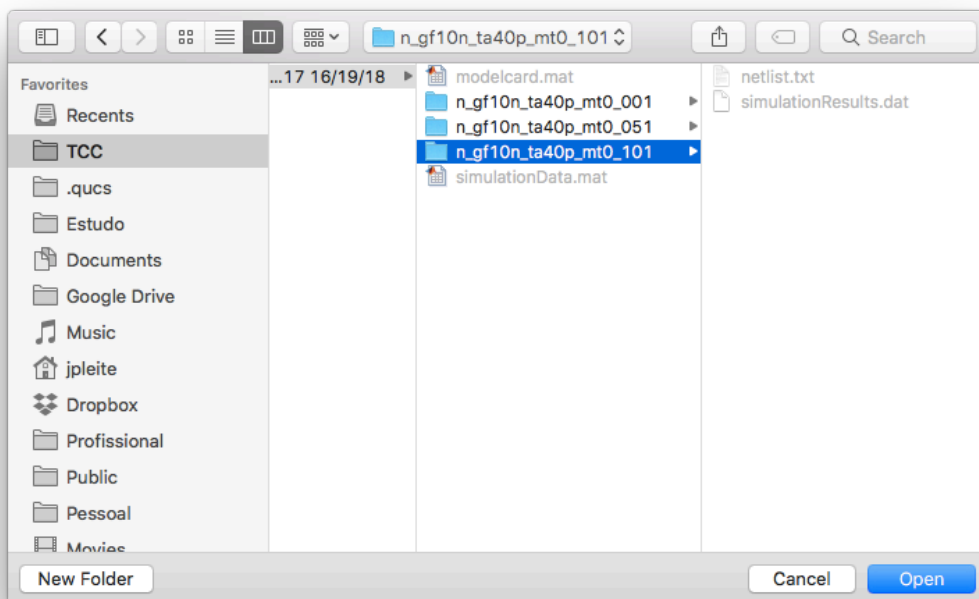 n_gf10n_ta40p_mt0_101
Search
Favorites
Recents
TCC
.qucs
Estudo
Documents
Google Drive
Music
jpleite
Dropbox
Profissional
Public
Pessoal
Movies
...17 16/19/18
modelcard.mat
n_gf10n_ta40p_mt0_001
n_gf10n_ta40p_mt0_051
n_gf10n_ta40p_mt0_101
simulationData.mat
netlist.txt
simulationResults.dat
New Folder
Cancel
Open